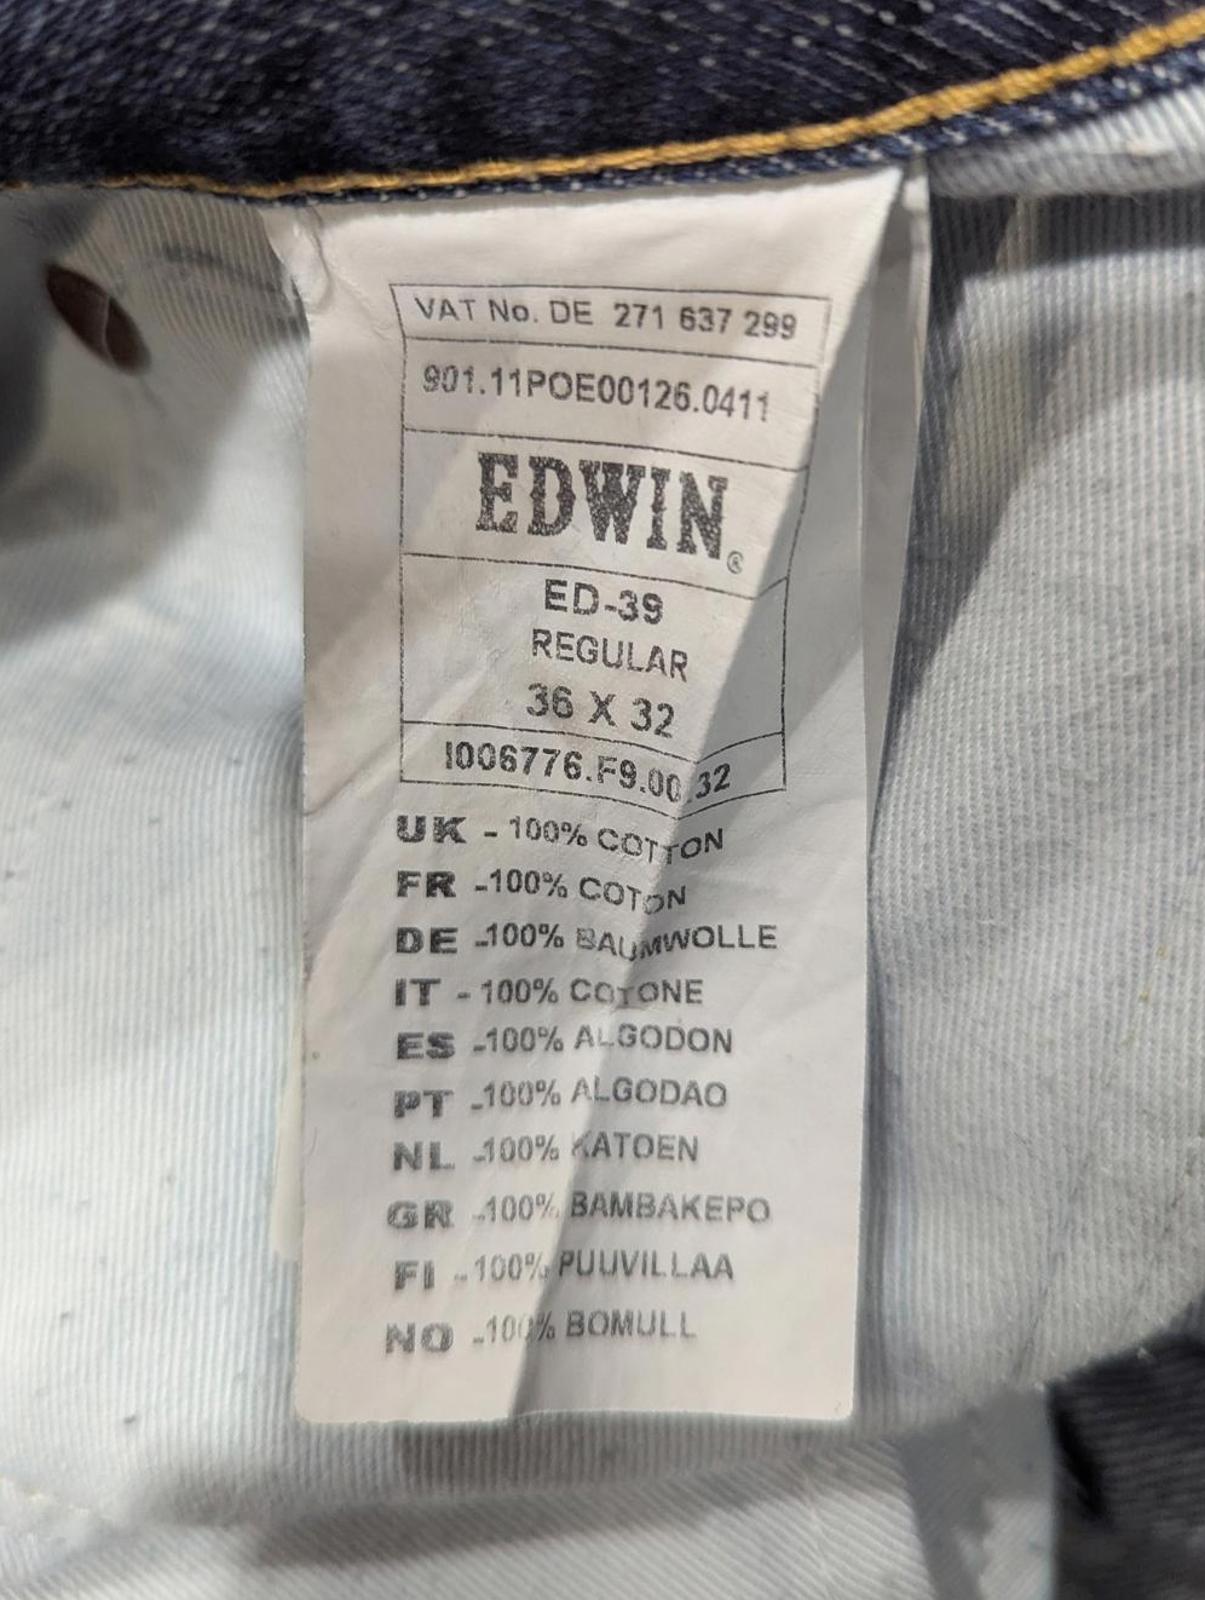 VAT No. DE 271 637 299
901.11POE00126.0411
EDWIN®
ED-39
REGULAR
36 X 32
I006776.F9.00.32
UK - 100% COTTON
FR -100% COTON
DE -100% BAUMWOLLE
IT - 100% COTONE
ES -100% ALGODON
PT -100% ALGODAO
NL -100% KATOEN
GR -100% BAMBAKEPO
FI -100% PUUVILLAA
NO -100% BOMULL